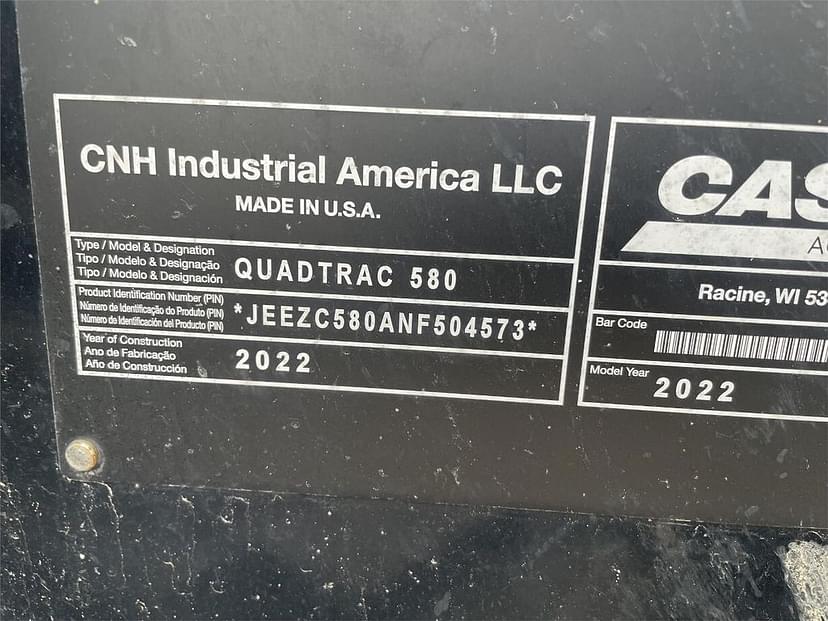 CNH Industrial America LLC
MADE IN U.S.A.
Type / Model & Designation
Tipo / Modelo & Designação
Tipo / Modelo & Designación
QUADTRAC 580
Product Identification Number (PIN)
Número de Identificação do Produto (PIN)
Número de Identificación del Producto (PIN)
*JEEZC580ANF504573*
Year of Construction
Ano de Fabricação
Año de Construcción
2022
CAS
Racine, WI 53
Bar Code
Model Year
2022